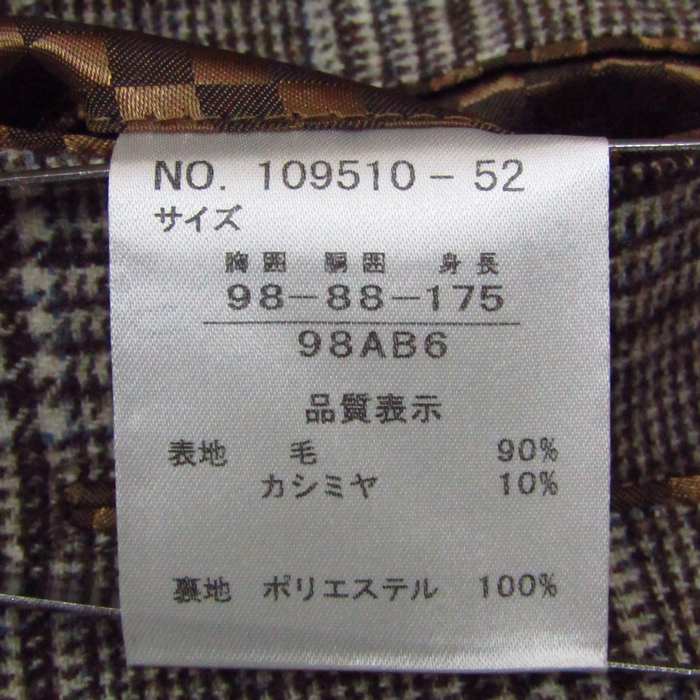 NO. 109510-52
サイズ
胸囲 胴囲 身長
98-88-175
98AB6
品質表示
表地 毛 90%
カシミヤ 10%
裏地 ポリエステル 100%